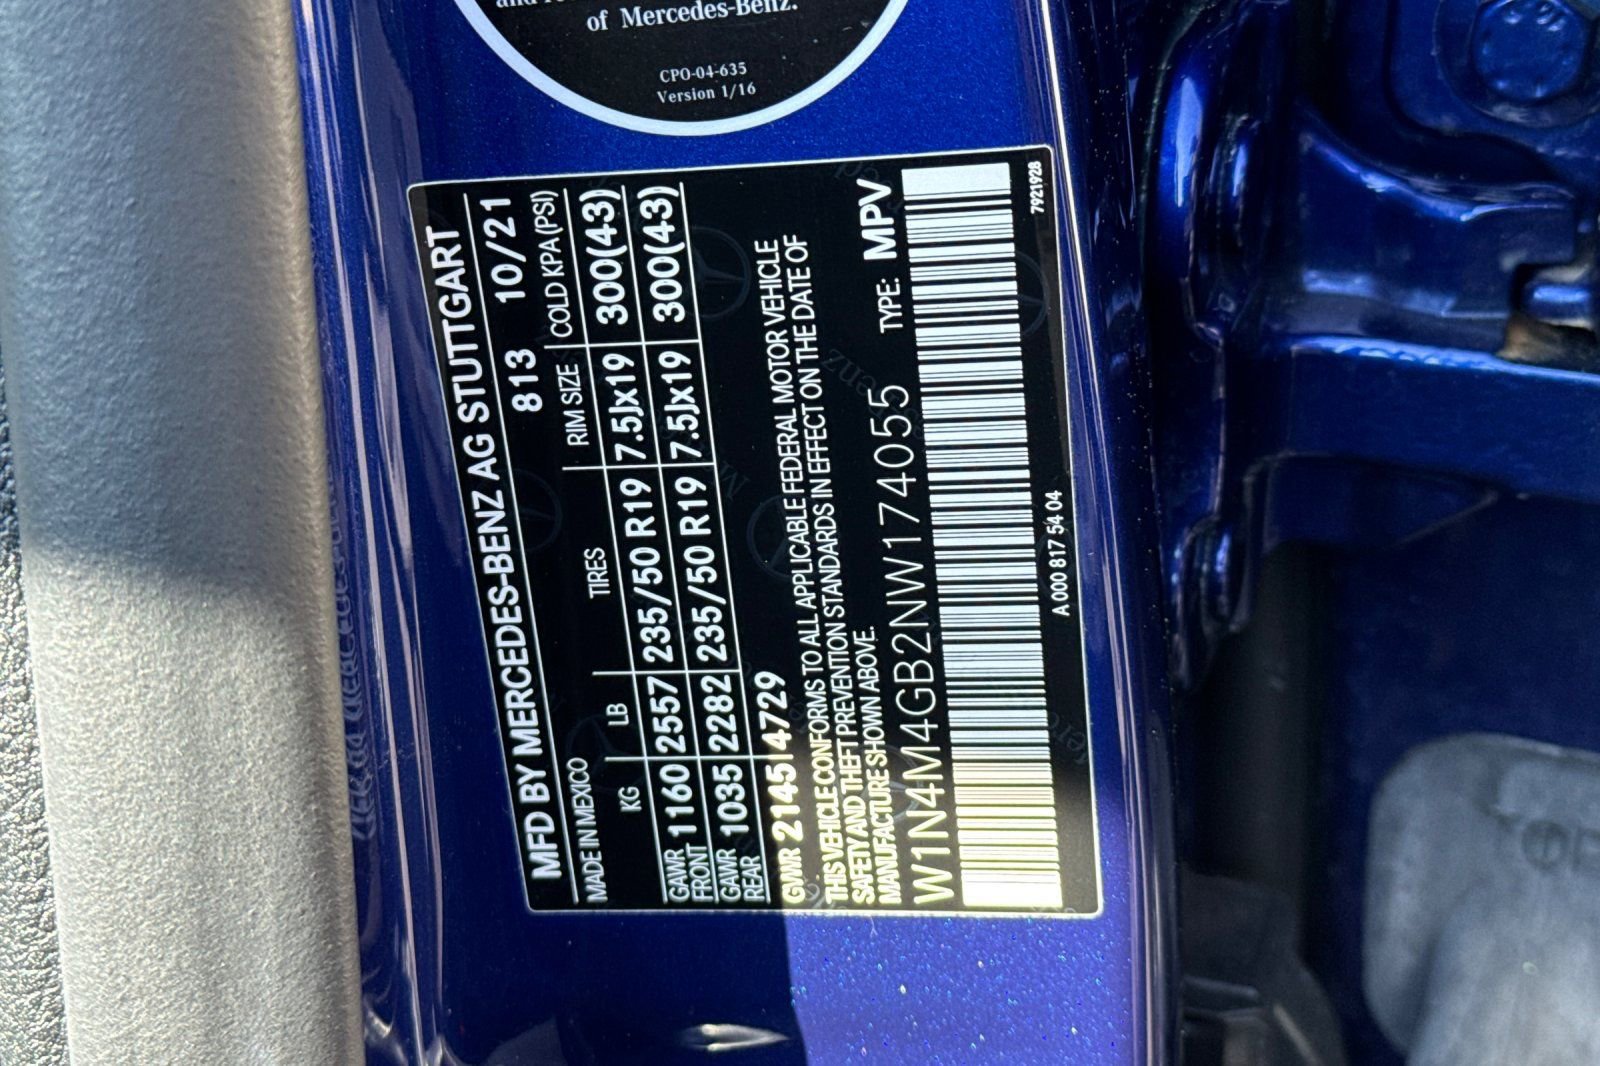 of Mercedes-Benz.
CPO-04-635
Version 1/16
MFD BY MERCEDES-BENZ AG STUTTGART
MADE IN MEXICO 813 10/21
KG LB TIRES RIM SIZE COLD KPA(PSI)
GAWR FRONT 1160 2557 235/50 R19 7.5Jx19 300(43)
GAWR REAR 1035 2282 235/50 R19 7.5Jx19 300(43)
GVWR 2145 4729
THIS VEHICLE CONFORMS TO ALL APPLICABLE FEDERAL MOTOR VEHICLE
SAFETY AND THEFT PREVENTION STANDARDS IN EFFECT ON THE DATE OF
MANUFACTURE SHOWN ABOVE.
W1N4M4GB2NW174055 TYPE: MPV
7921928
A 000 817 54 04